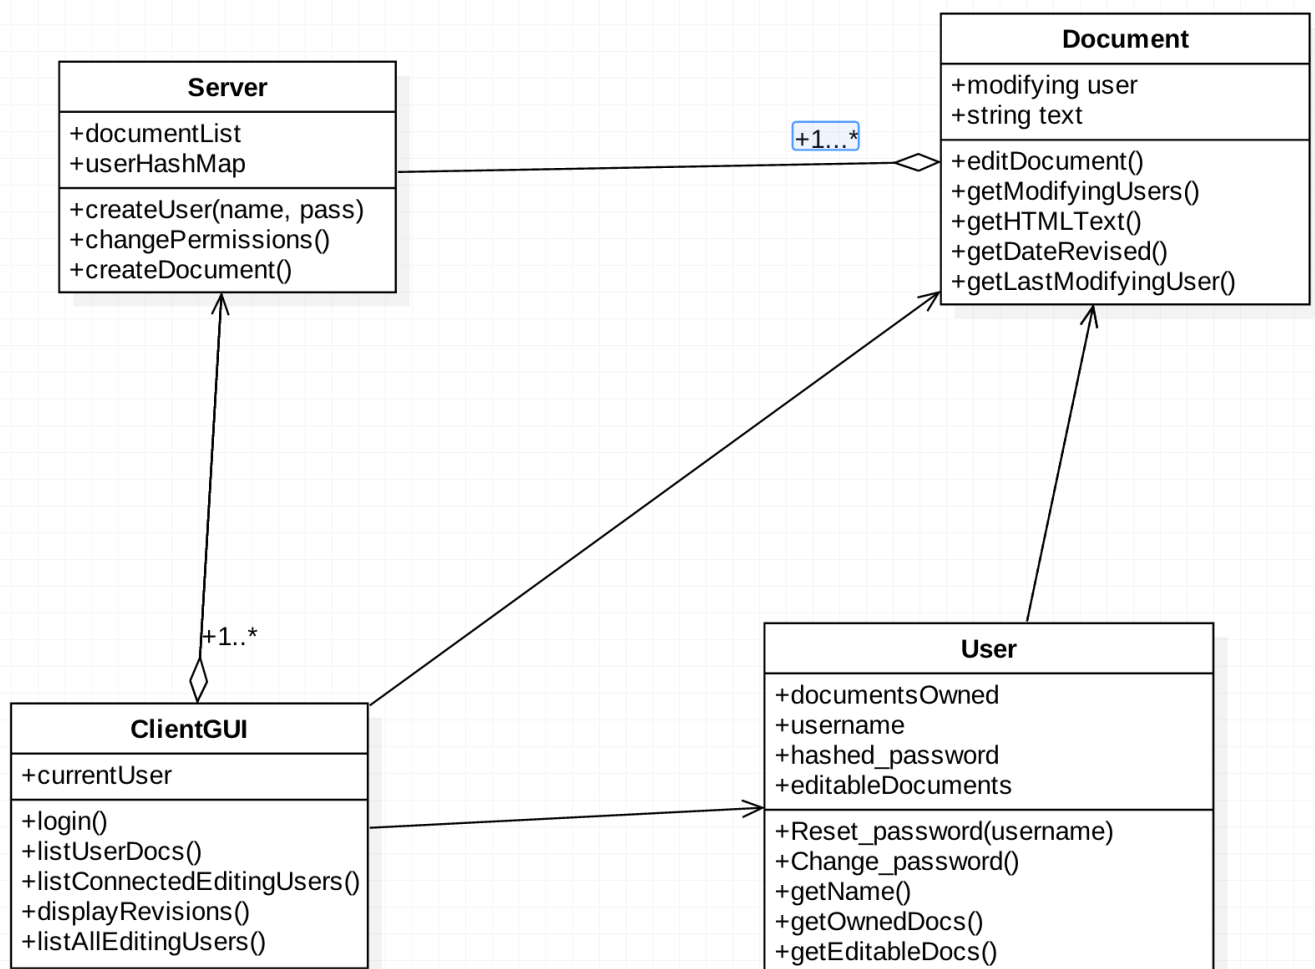 Server
+documentList
+userHashMap
+createUser(name, pass)
+changePermissions()
+createDocument()
+1...*
Document
+modifying user
+string text
+editDocument()
+getModifyingUsers()
+getHTMLText()
+getDateRevised()
+getLastModifyingUser()
+1..*
ClientGUI
+currentUser
+login()
+listUserDocs()
+listConnectedEditingUsers()
+displayRevisions()
+listAllEditingUsers()
User
+documentsOwned
+username
+hashed_password
+editableDocuments
+Reset_password(username)
+Change_password()
+getName()
+getOwnedDocs()
+getEditableDocs()